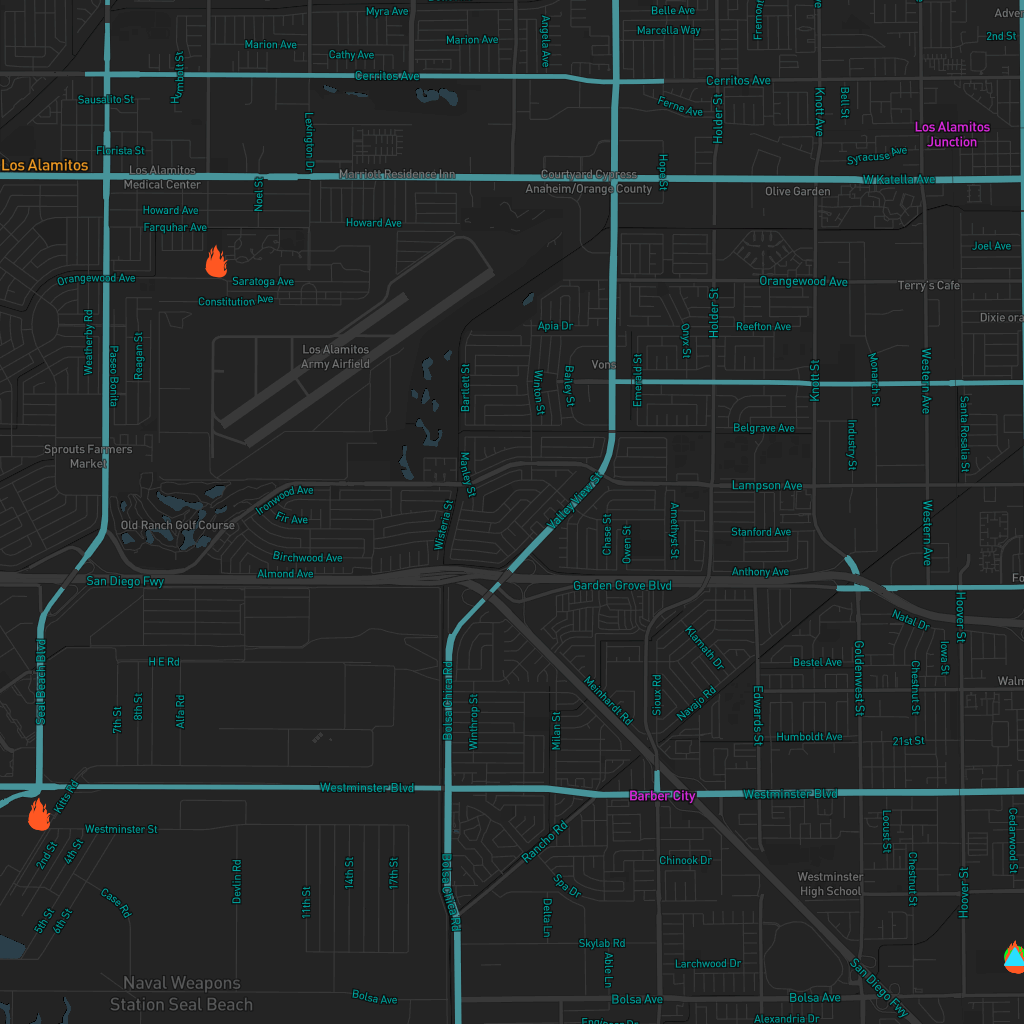 Myra Ave
Belle Ave
Fremont
Adver
Marion Ave
Cathy Ave
Marion Ave
Angela Ave
Marcella Way
2nd St
Humbolt St
Cerritos Ave
Cerritos Ave
Sausalito St
Ferne Ave
Holder St
Knott Ave
Bell St
Lexington Dr
Los Alamitos
Junction
Florista St
Syracuse Ave
Los Alamitos
Los Alamitos
Medical Center
Noel St
Marriott Residence Inn
Courtyard Cypress
Anaheim/Orange County
Hope St
Olive Garden
W Katella Ave
Howard Ave
Farquhar Ave
Howard Ave
Joel Ave
Orangewood Ave
Saratoga Ave
Orangewood Ave
Terry's Cafe
Constitution Ave
Weatherby Rd
Paseo Bonita
Reagan St
Apia Dr
Holder St
Onyx St
Reefton Ave
Dixie ora
Los Alamitos
Army Airfield
Bartlett St
Winton St
Bailey St
Vons
Emerald St
Knott St
Monarch St
Western Ave
Santa Rosalia St
Belgrave Ave
Industry St
Sprouts Farmers
Market
Manley St
Lampson Ave
Ironwood Ave
Valley View St
Fir Ave
Old Ranch Golf Course
Wisteria St
Chase St
Owen St
Amethyst St
Stanford Ave
Western Ave
Birchwood Ave
Almond Ave
San Diego Fwy
Garden Grove Blvd
Anthony Ave
Fo
Natal Dr
Hoover St
Seal Beach Blvd
H E Rd
Klamath Dr
Bestel Ave
Goldenwest St
Iowa St
Chestnut St
Walm
7th St
8th St
Alfa Rd
Bolsa Chica Rd
Winthrop St
Milan St
Meinhardt Rd
Sioux Rd
Navajo Rd
Edwards St
Humboldt Ave
21st St
Kitts Rd
Westminster Blvd
Barber City
Westminster Blvd
Westminster St
2nd St
4th St
Rancho Rd
Locust St
Cedarwood St
Devlin Rd
11th St
14th St
17th St
Bolsa Chica Rd
Chinook Dr
Westminster
High School
Chestnut St
Hoover St
Case Rd
Spa Dr
5th St
6th St
Delta Ln
Skylab Rd
Able Ln
Larchwood Dr
San Diego Fwy
Naval Weapons
Station Seal Beach
Bolsa Ave
Bolsa Ave
Bolsa Ave
Alexandria Dr